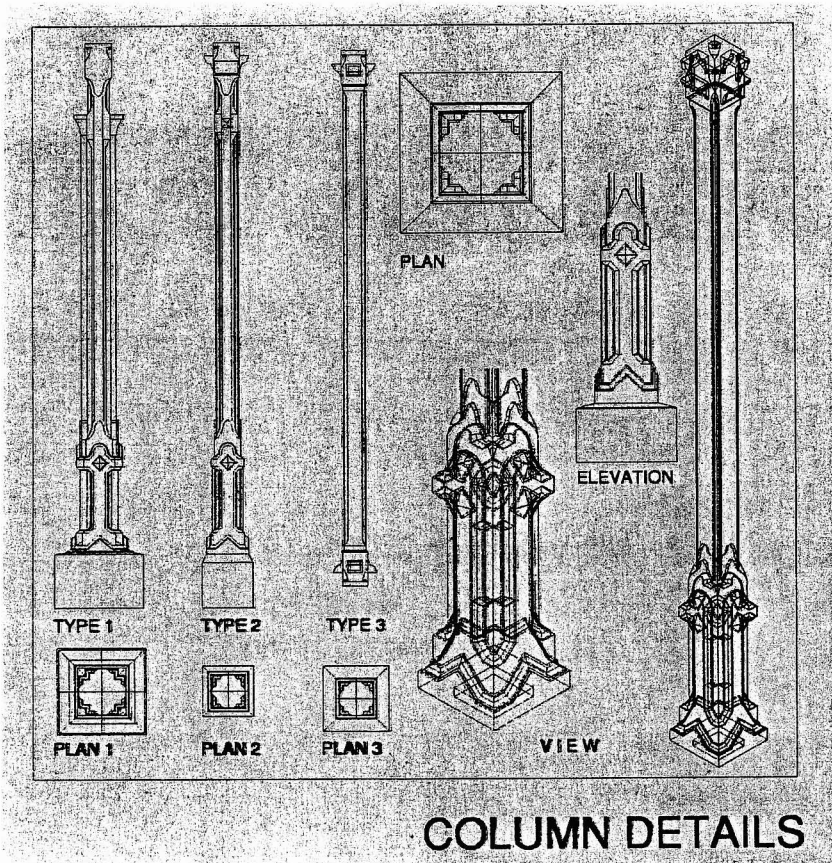 PLAN
ELEVATION
TYPE 1
TYPE 2
TYPE 3
PLAN 1
PLAN 2
PLAN 3
VIEW
COLUMN DETAILS